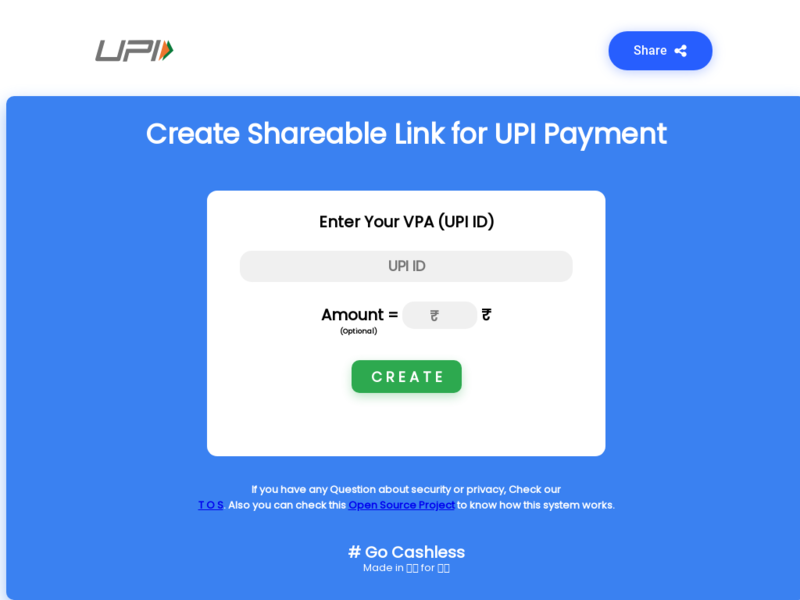 UPI
Share
Create Shareable Link for UPI Payment
Enter Your VPA (UPI ID)
UPI ID
Amount = ₹ ₹
(Optional)
CREATE
If you have any Question about security or privacy, Check our
T O S. Also you can check this Open Source Project to know how this system works.
# Go Cashless
Made in for